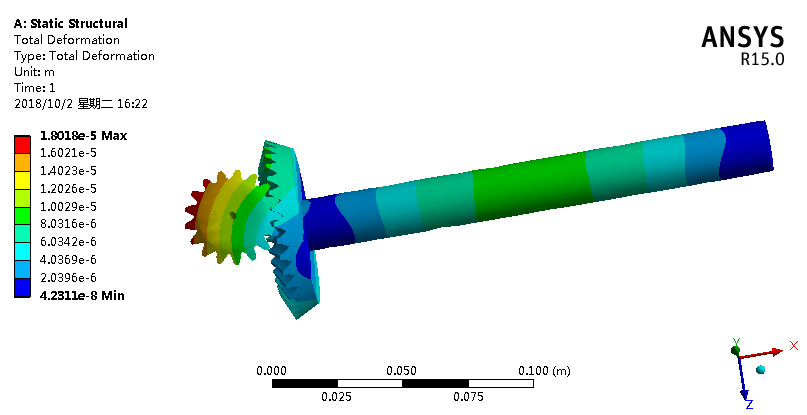 A: Static Structural
Total Deformation
Type: Total Deformation
Unit: m
Time: 1
2018/10/2 星期二 16:22
ANSYS
R15.0
1.8018e-5 Max
1.6021e-5
1.4023e-5
1.2026e-5
1.0029e-5
8.0316e-6
6.0342e-6
4.0369e-6
2.0396e-6
4.2311e-8 Min
0.000
0.050
0.100 (m)
0.025
0.075
Y
X
Z